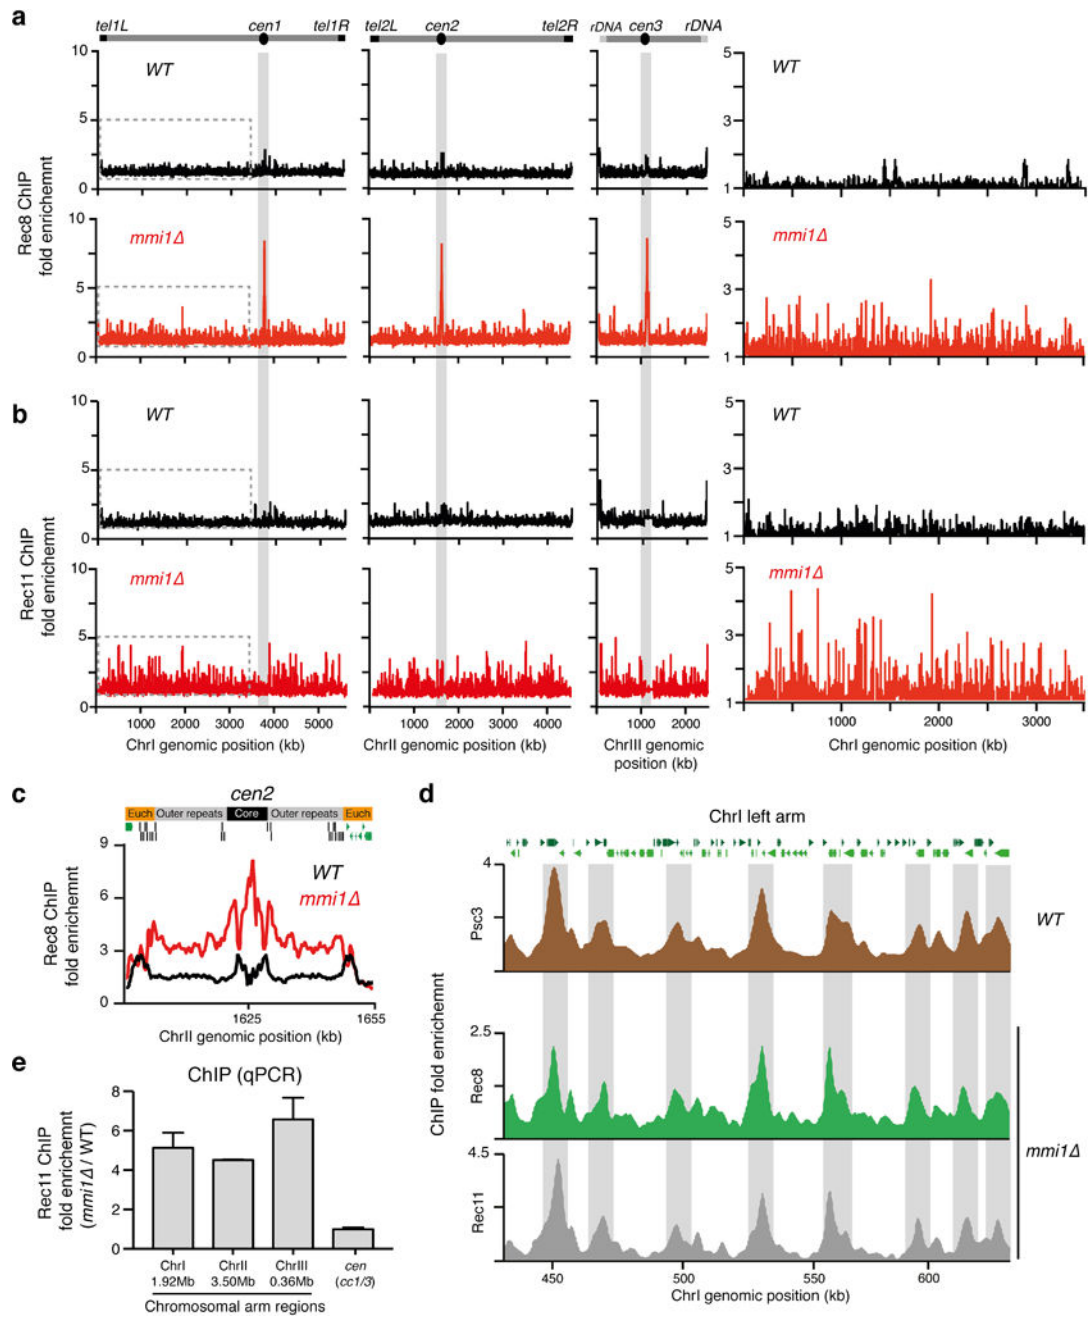 a
tel1L cen1 tel1R tel2L cen2 tel2R rDNA cen3 rDNA
Rec8 ChIP
fold enrichemnt
10
5
0
WT
5
3
1
WT
10
5
0
mmi1Δ
5
3
1
mmi1Δ
b
Rec11 ChIP
fold enrichemnt
10
5
0
WT
5
3
1
WT
10
5
0
mmi1Δ
5
3
1
mmi1Δ
0 1000 2000 3000 4000 5000
ChrI genomic position (kb)
0 1000 2000 3000 4000
ChrII genomic position (kb)
0 1000 2000
ChrIII genomic
position (kb)
1000 2000 3000
ChrI genomic position (kb)
c
cen2
Euch Outer repeats Core Outer repeats Euch
Rec8 ChIP
fold enrichemnt
9
6
3
0
WT
mmi1Δ
1625 1655
ChrII genomic position (kb)
d
ChrI left arm
ChIP fold enrichemnt
4
Psc3
WT
2.5
Rec8
4.5
Rec11
mmi1Δ
450 500 550 600
ChrI genomic position (kb)
e
ChIP (qPCR)
Rec11 ChIP
fold enrichemnt
(mmi1Δ / WT)
8
6
4
2
0
ChrI ChrII ChrIII cen
1.92Mb 3.50Mb 0.36Mb (cc1/3)
Chromosomal arm regions